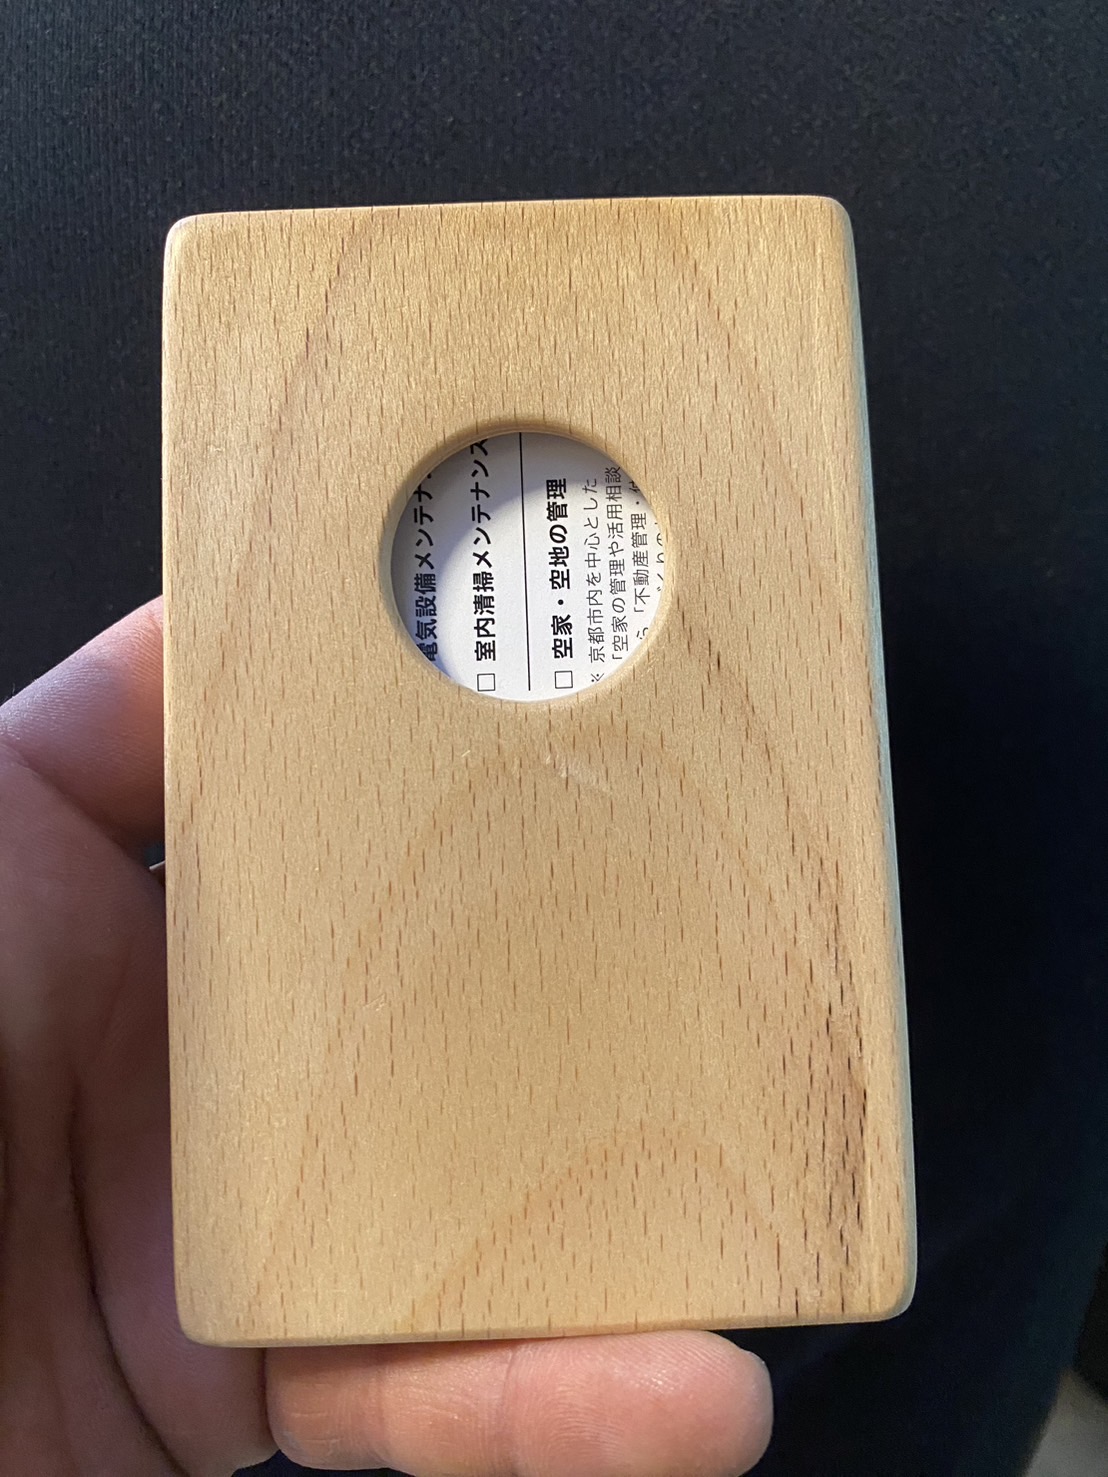 電気設備メンテナ
□ 室内清掃メンテナンス
□ 空家・空地の管理
※ 京都市内を中心とした
「空家の管理や活用相談
「不動産管理・